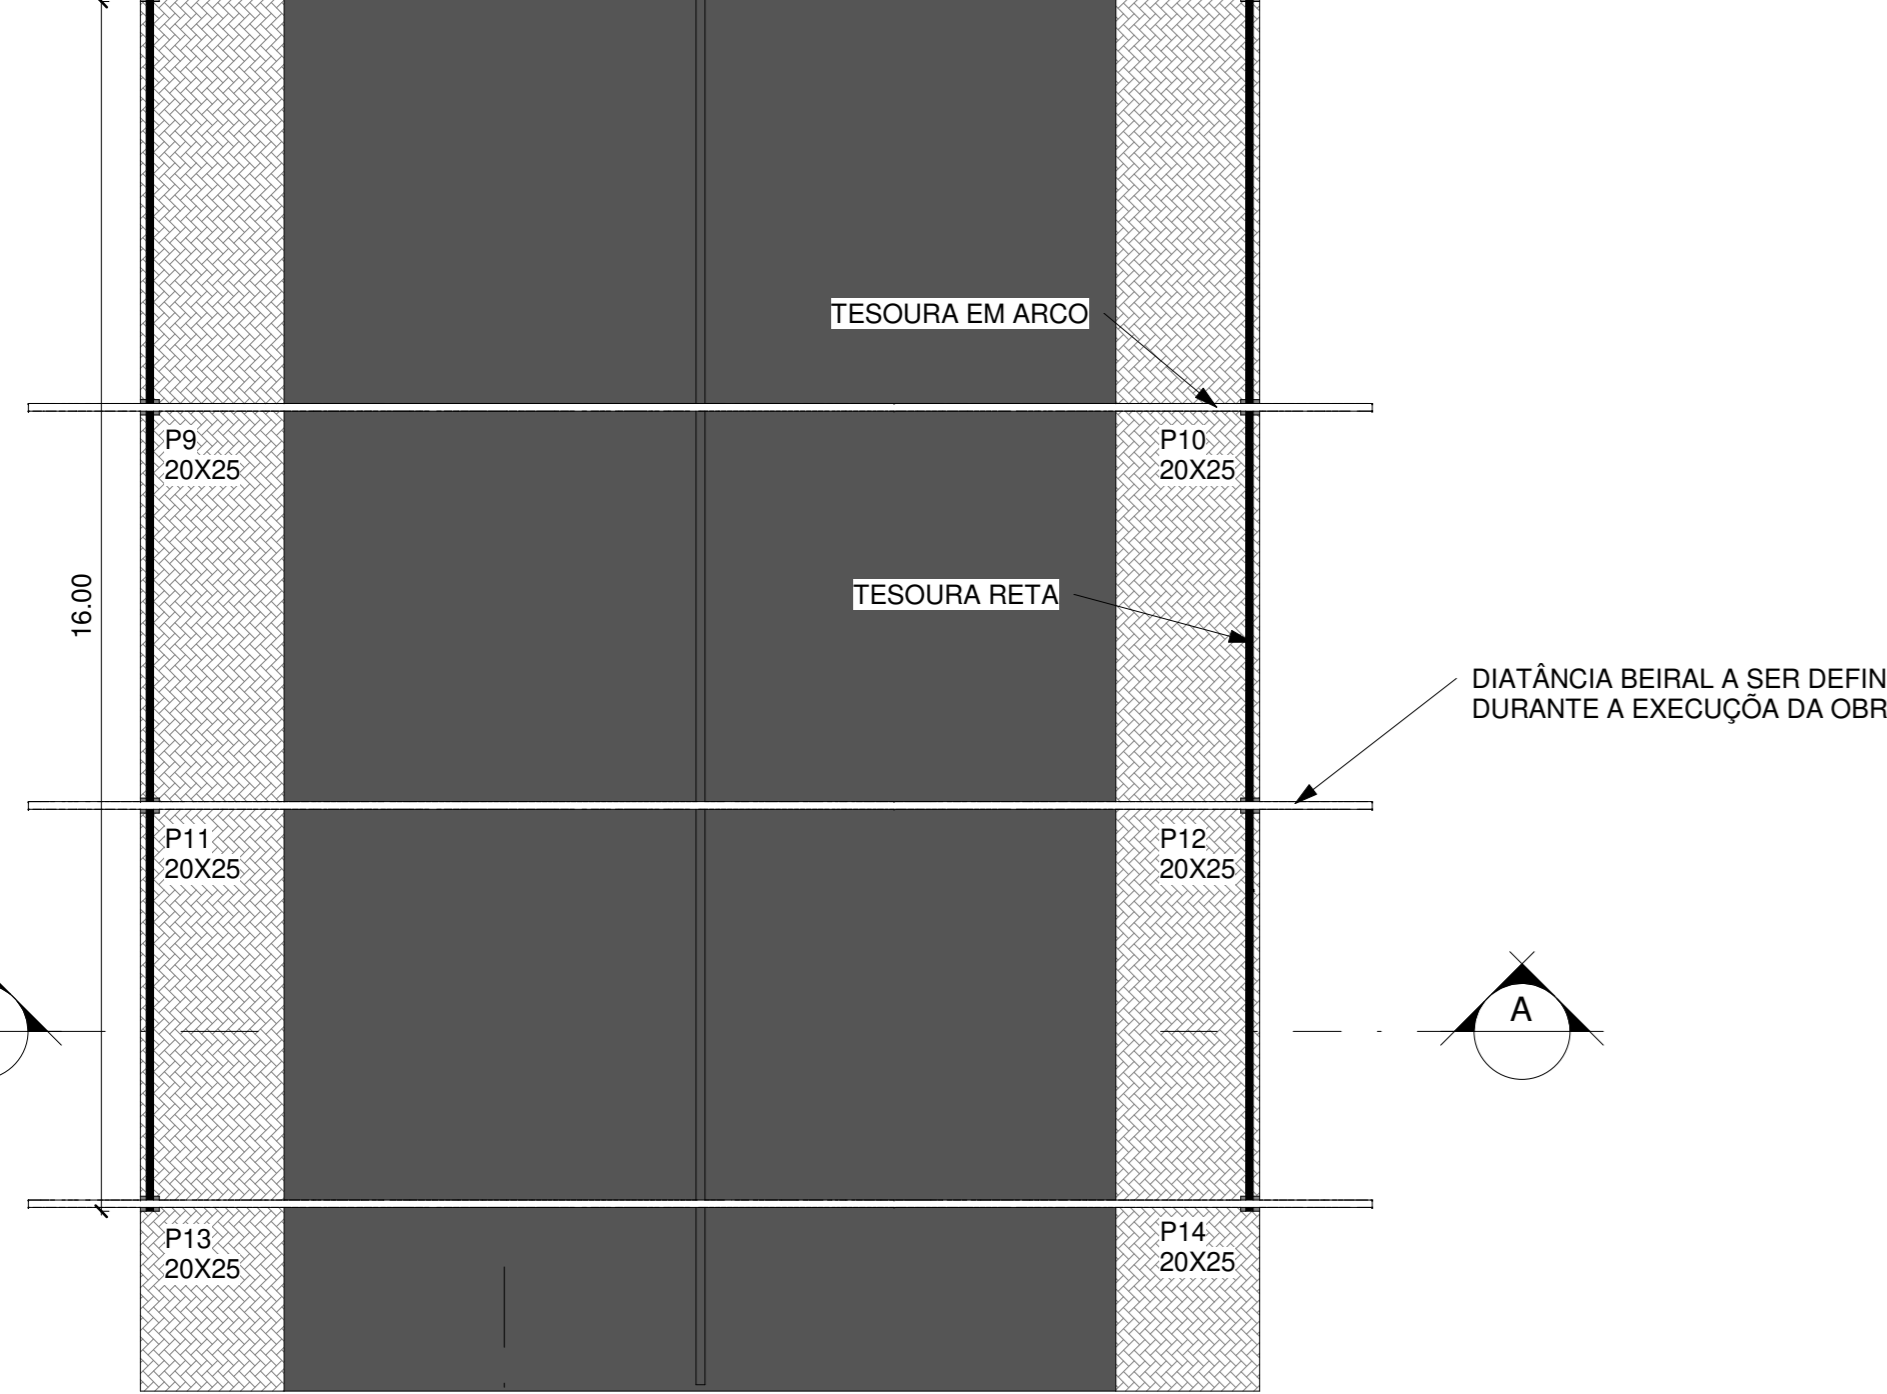 TESOURA EM ARCO
P9
20X25
P10
20X25
16.00
TESOURA RETA
DIATÂNCIA BEIRAL A SER DEFIN
DURANTE A EXECUÇÕA DA OBR
P11
20X25
P12
20X25
A
P13
20X25
P14
20X25